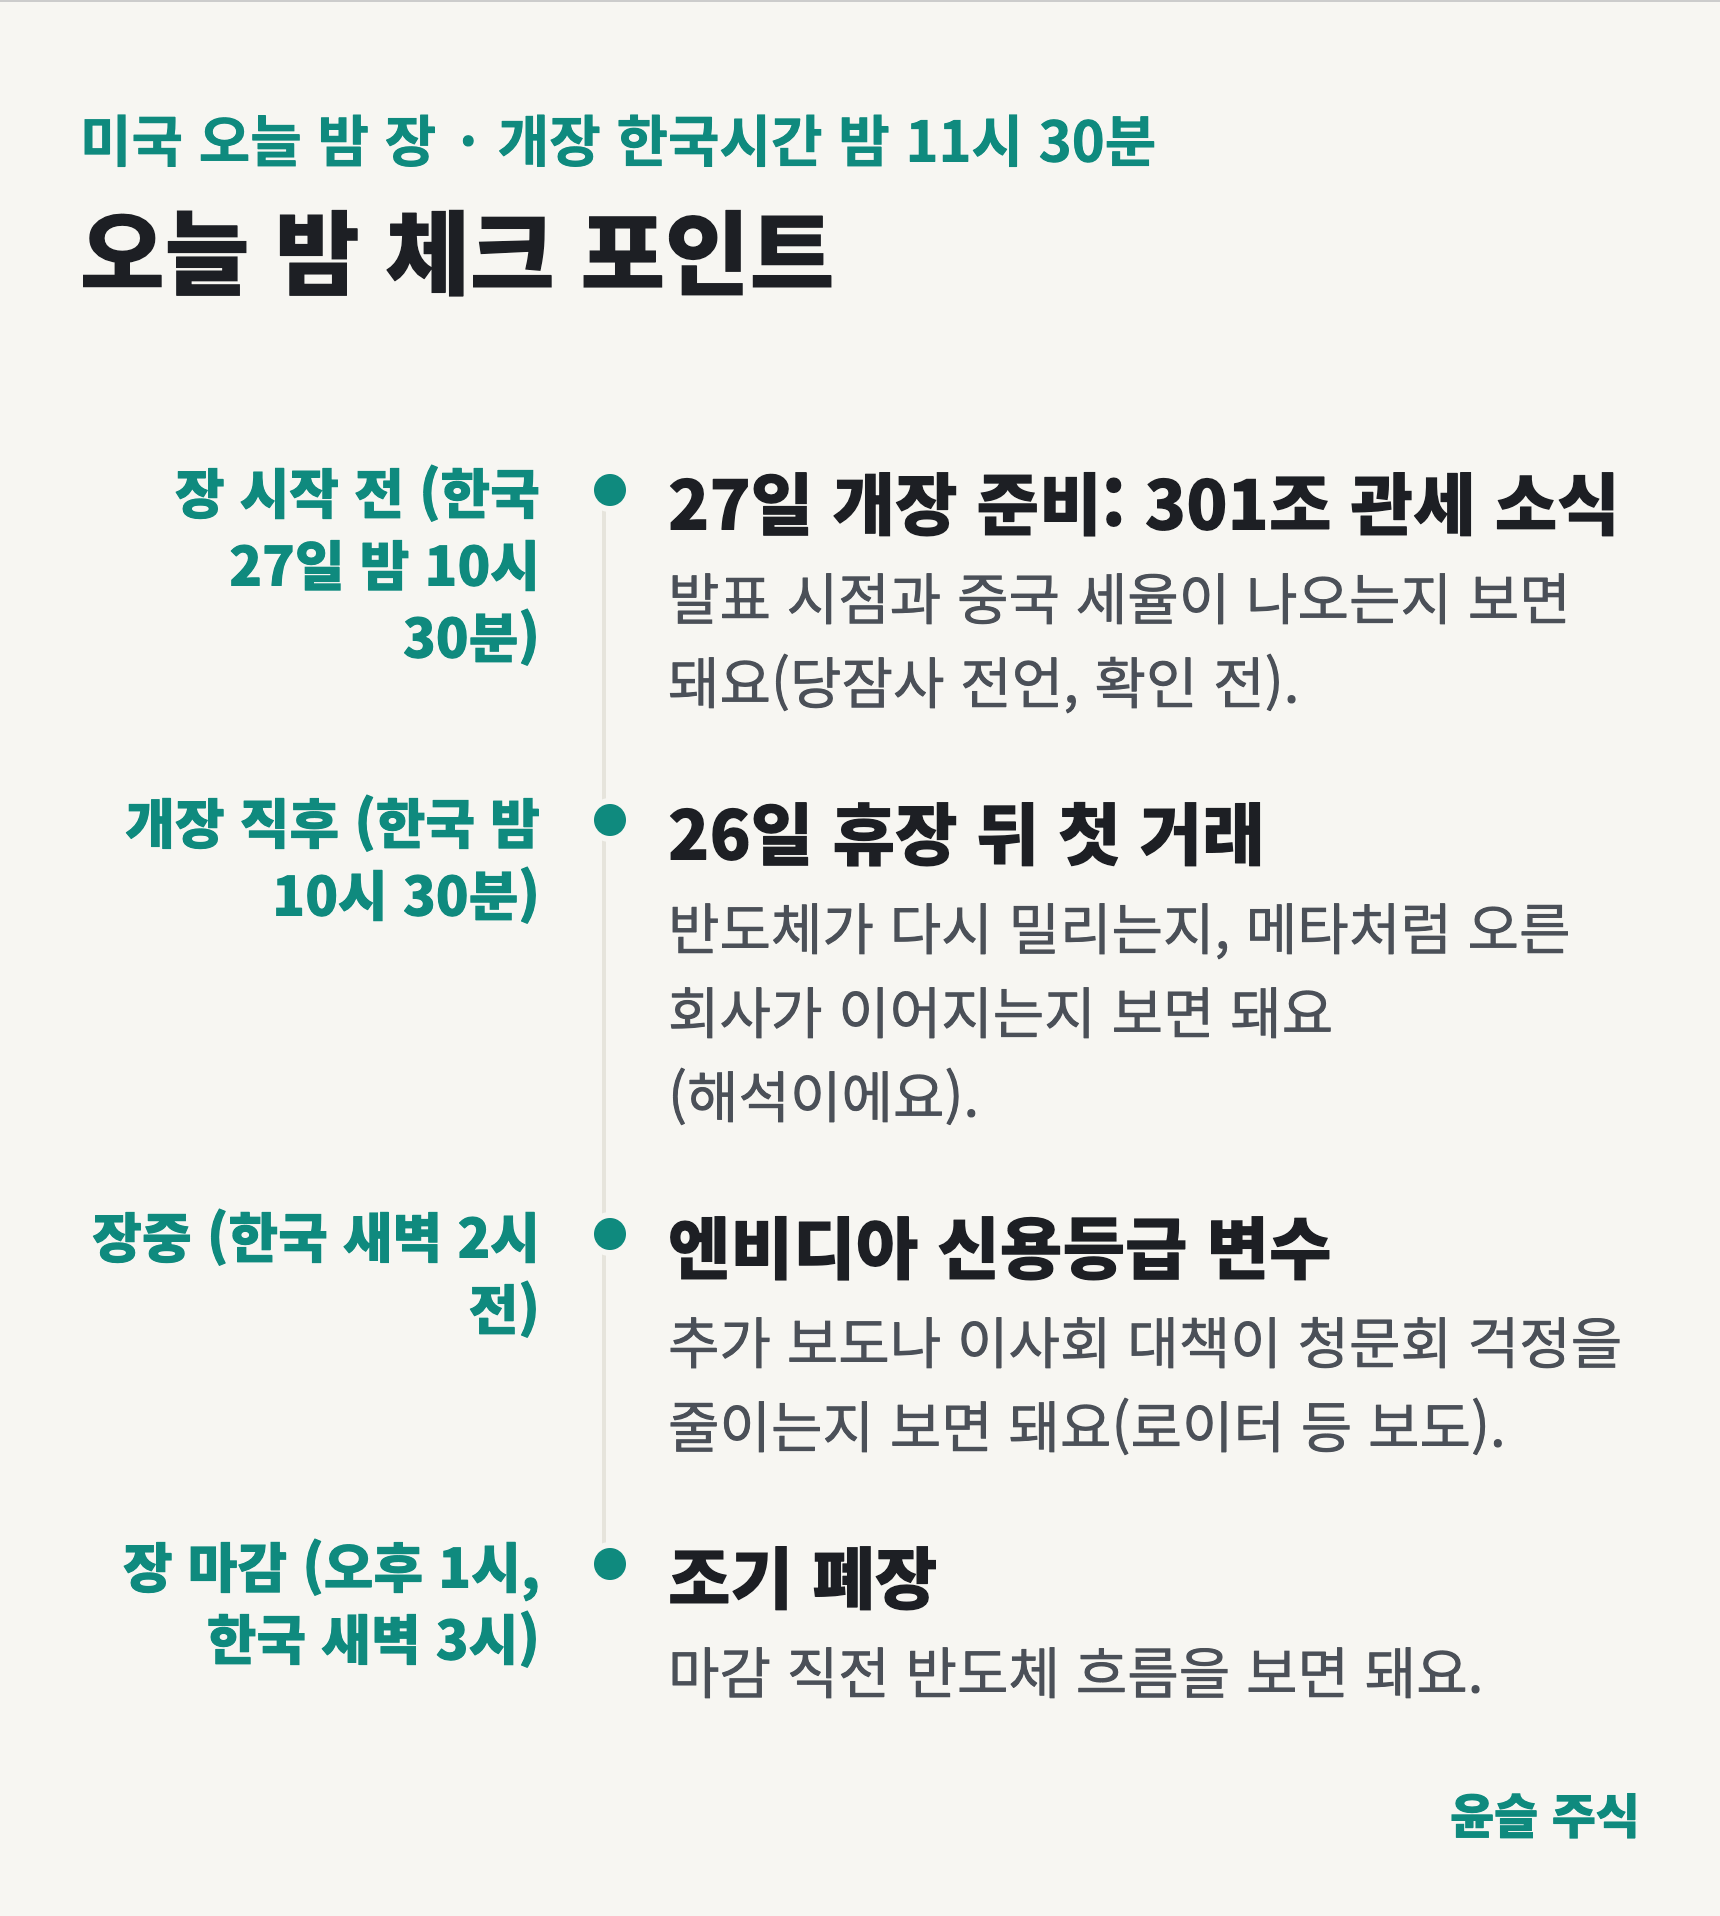 미국 오늘 밤 장 · 개장 한국시간 밤 11시 30분
오늘 밤 체크 포인트
장 시작 전 (한국
27일 밤 10시
30분)
27일 개장 준비: 301조 관세 소식
발표 시점과 중국 세율이 나오는지 보면
돼요(당잠사 전언, 확인 전).
개장 직후 (한국 밤
10시 30분)
26일 휴장 뒤 첫 거래
반도체가 다시 밀리는지, 메타처럼 오른
회사가 이어지는지 보면 돼요
(해석이에요).
장중 (한국 새벽 2시
전)
엔비디아 신용등급 변수
추가 보도나 이사회 대책이 청문회 걱정을
줄이는지 보면 돼요(로이터 등 보도).
장 마감 (오후 1시,
한국 새벽 3시)
조기 폐장
마감 직전 반도체 흐름을 보면 돼요.
윤슬 주식